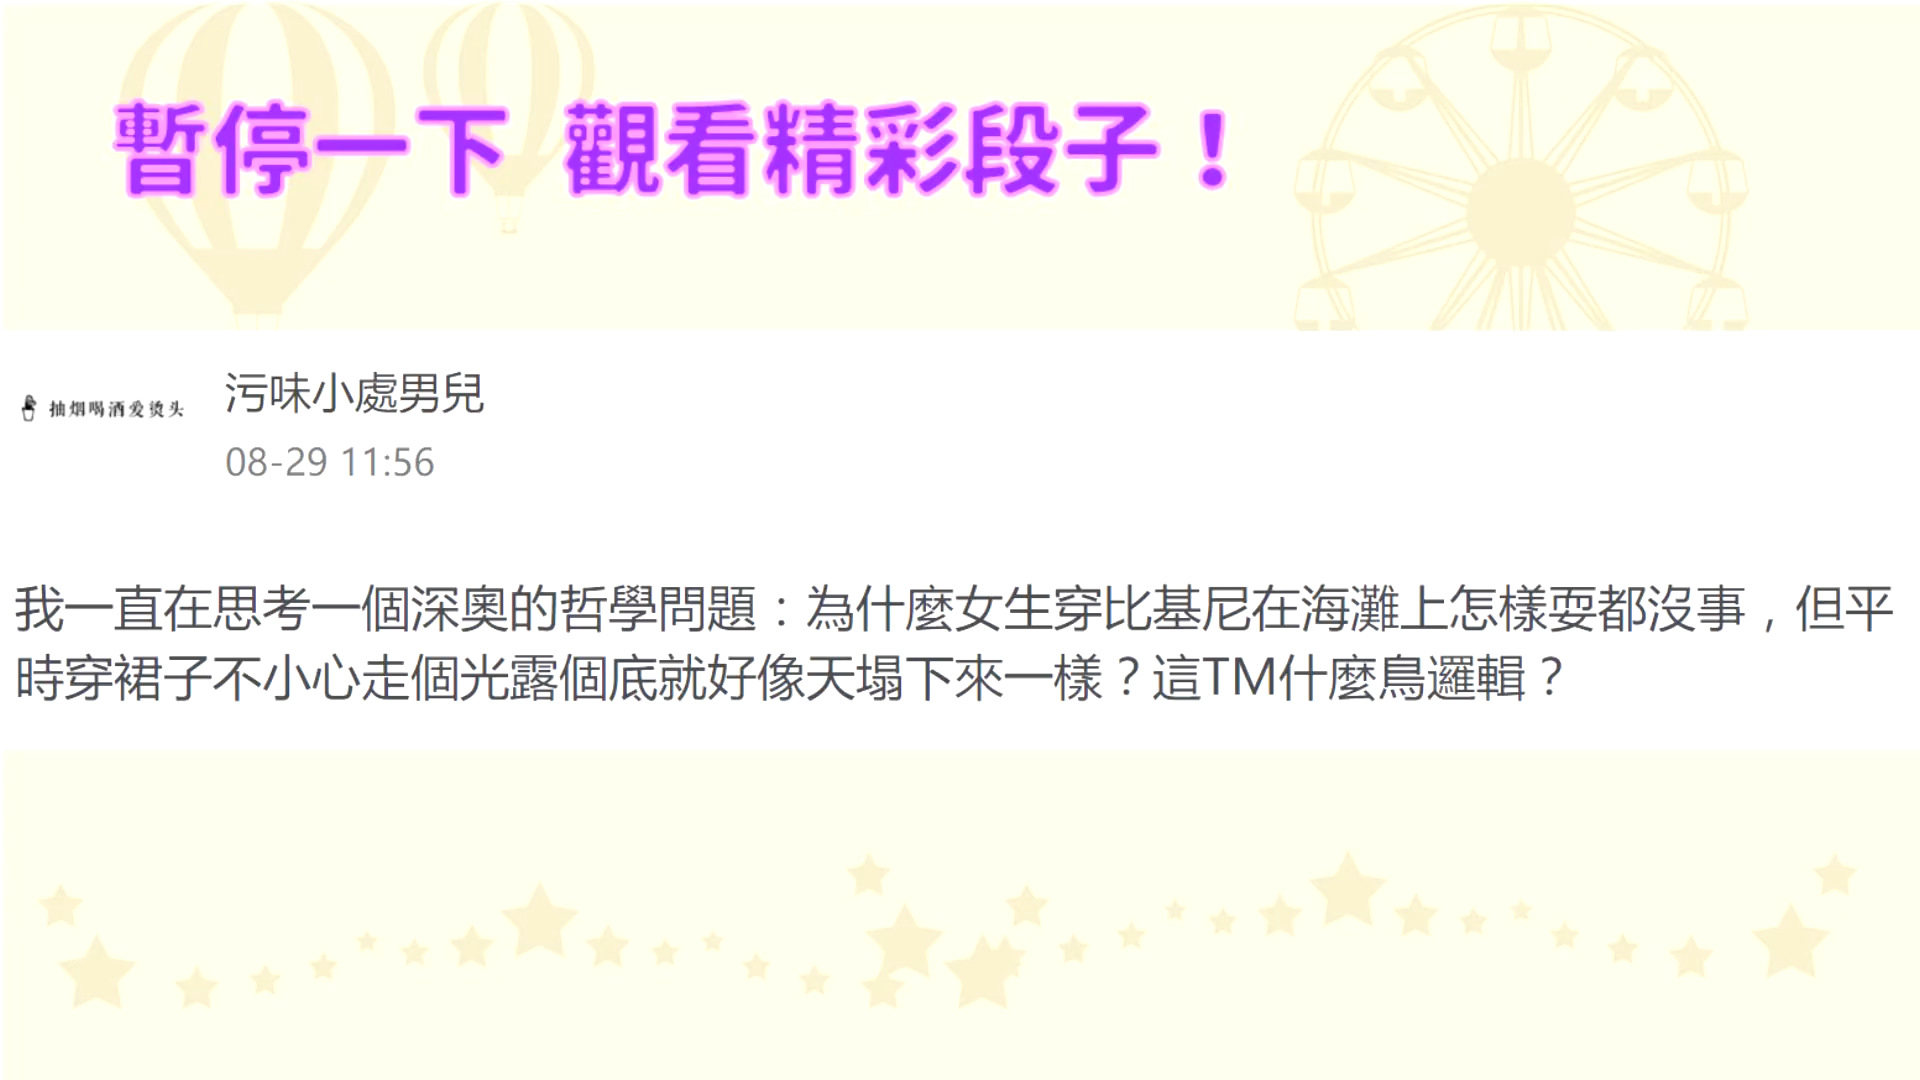 暫停一下 觀看精彩段子！
污味小處男兒
抽烟喝酒爱烫头
08-29 11:56
我一直在思考一個深奧的哲學問題：為什麼女生穿比基尼在海灘上怎樣耍都沒事，但平
時穿裙子不小心走個光露個底就好像天塌下來一樣？這TM什麼鳥邏輯？